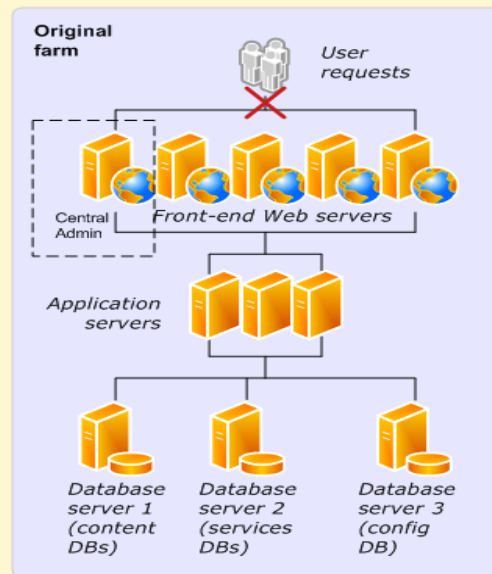 Original
farm
User
requests
Central
Admin
Front-end Web servers
Application
servers
Database
server 1
(content
DBs)
Database
server 2
(services
DBs)
Database
server 3
(config
DB)